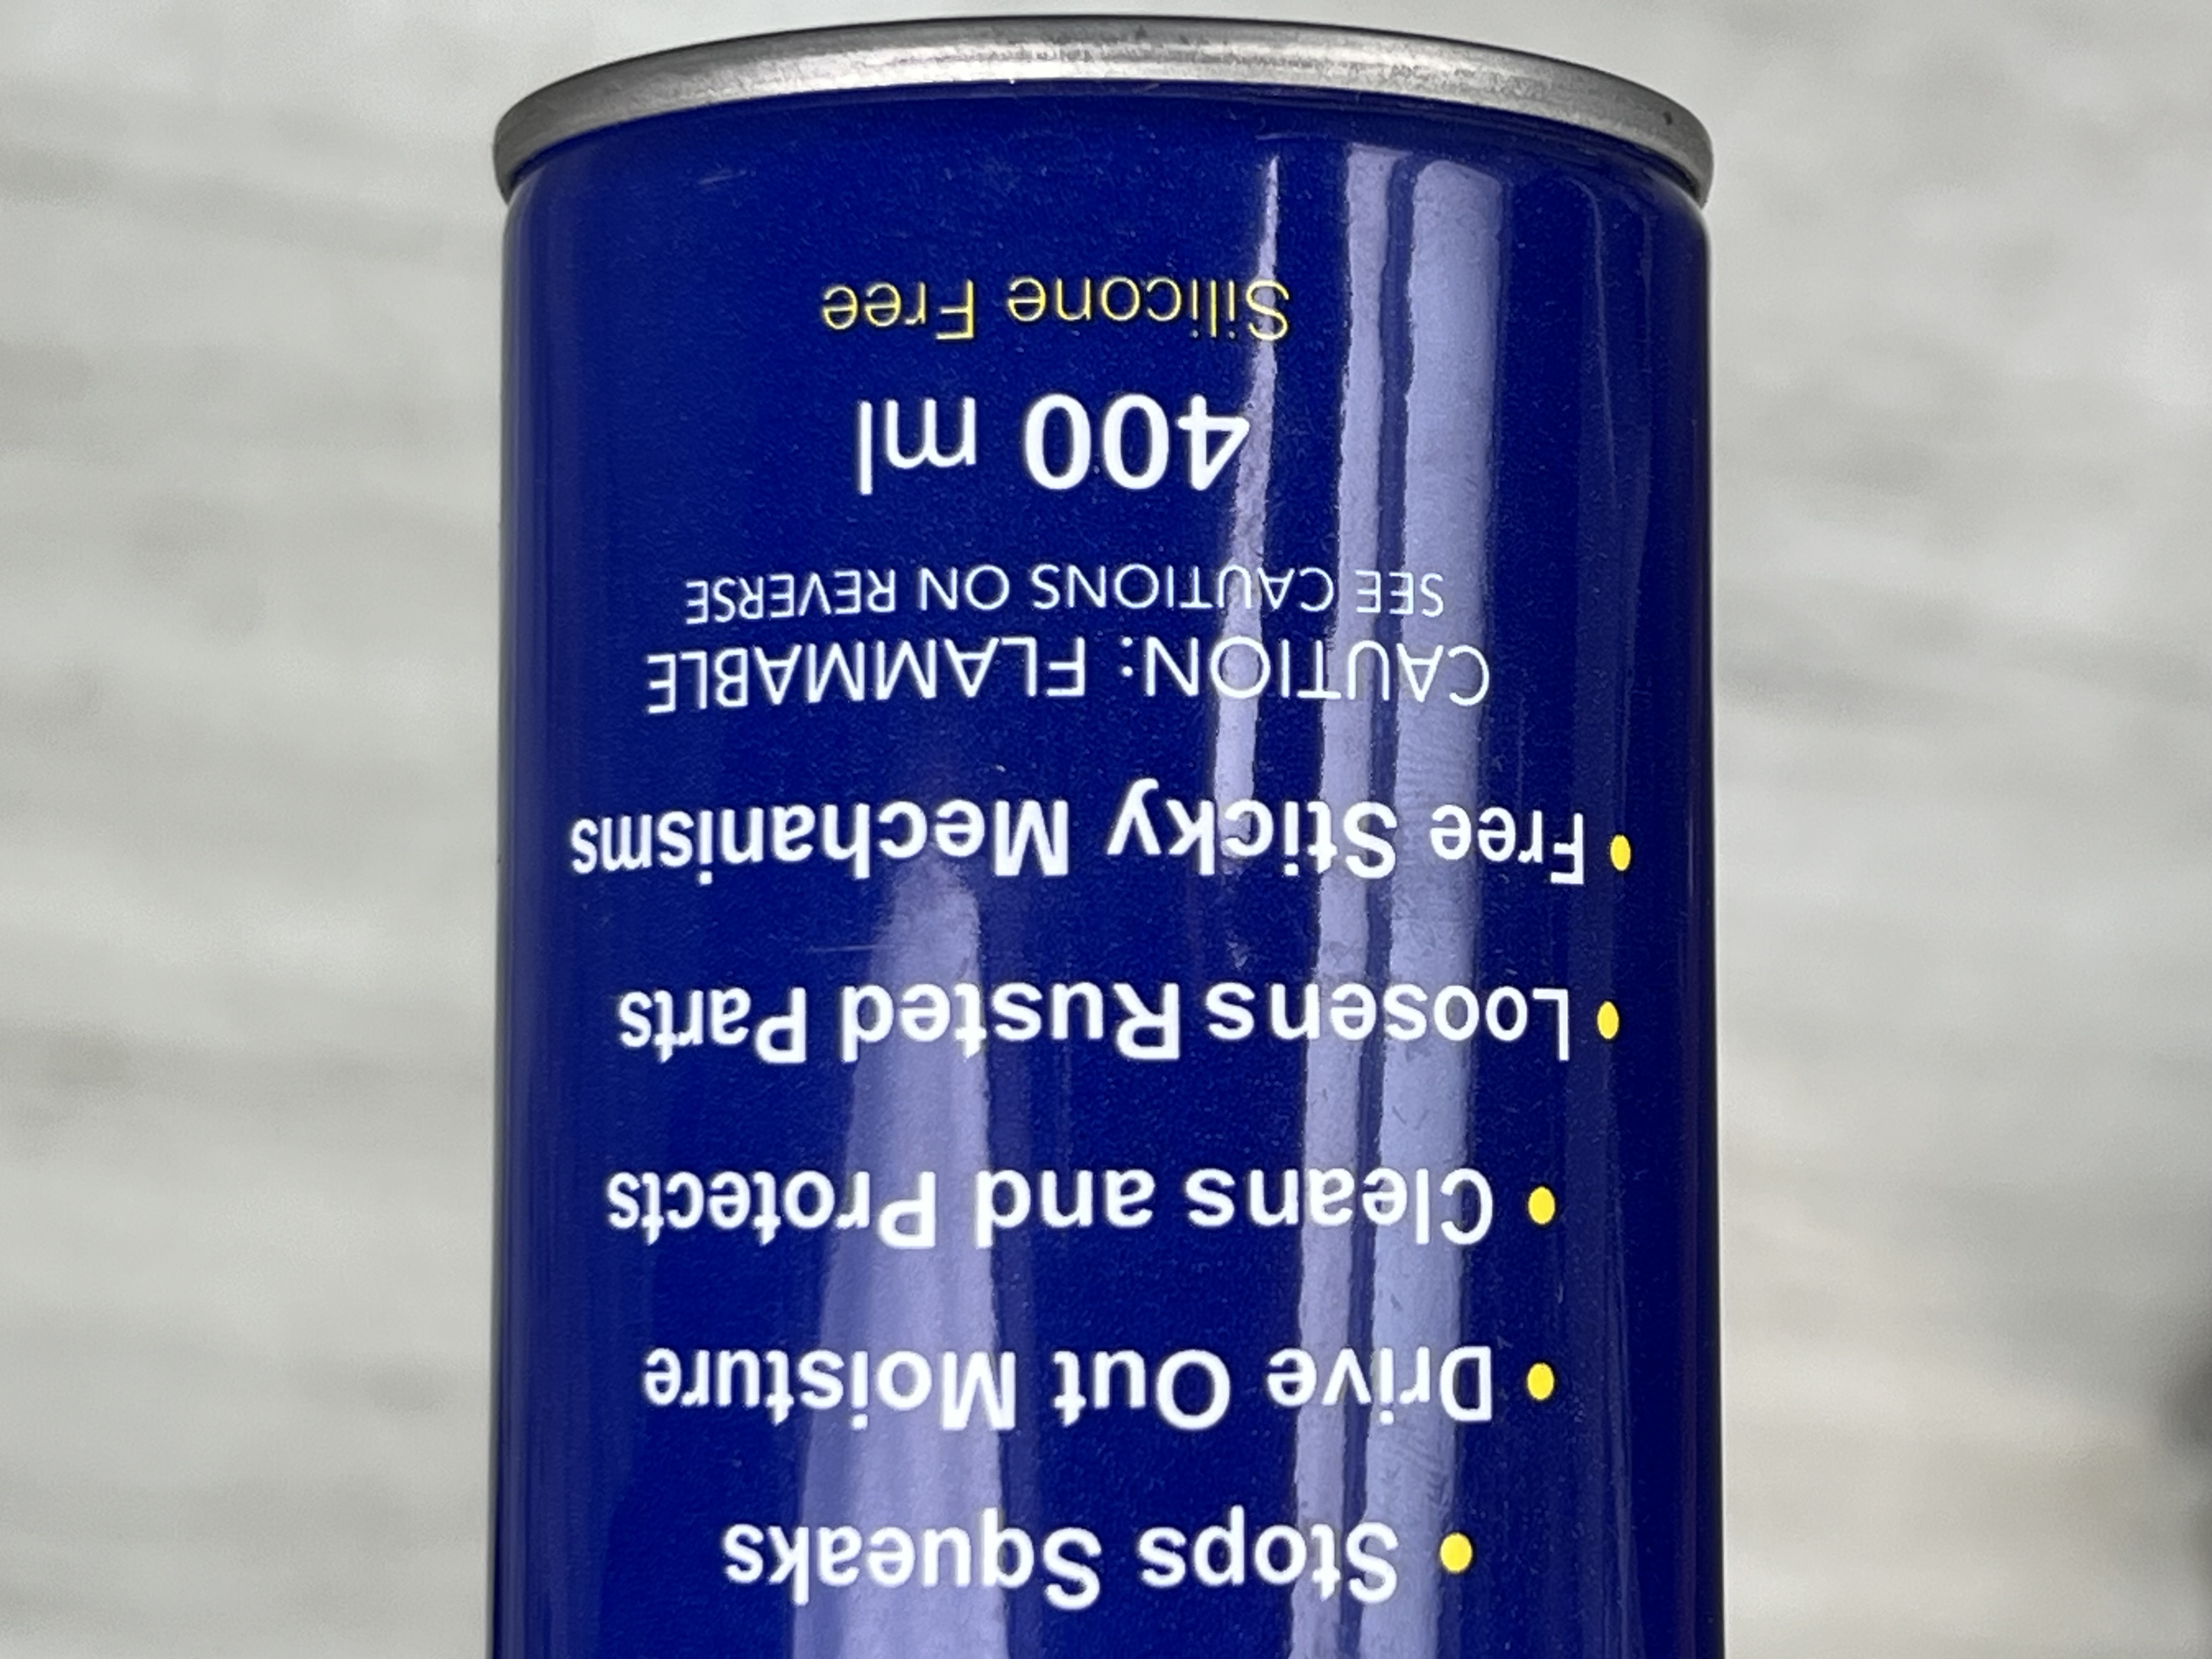 • Stops Squeaks
• Drive Out Moisture
• Cleans and Protects
• Loosens Rusted Parts
• Free Sticky Mechanisms
CAUTION: FLAMMABLE
SEE CAUTIONS ON REVERSE
400 ml
Silicone Free